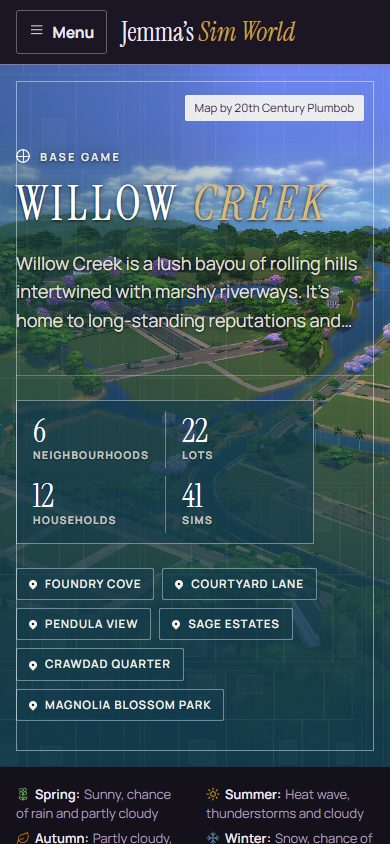 Menu
Jemma's Sim World
Map by 20th Century Plumbob
BASE GAME
WILLOW CREEK
Willow Creek is a lush bayou of rolling hills
intertwined with marshy riverways. It's
home to long-standing reputations and…
6
NEIGHBOURHOODS
22
LOTS
12
HOUSEHOLDS
41
SIMS
FOUNDRY COVE
COURTYARD LANE
PENDULA VIEW
SAGE ESTATES
CRAWDAD QUARTER
MAGNOLIA BLOSSOM PARK
Spring: Sunny, chance
of rain and partly cloudy
Summer: Heat wave,
thunderstorms and cloudy
Autumn: Partly cloudy,
Winter: Snow, chance of